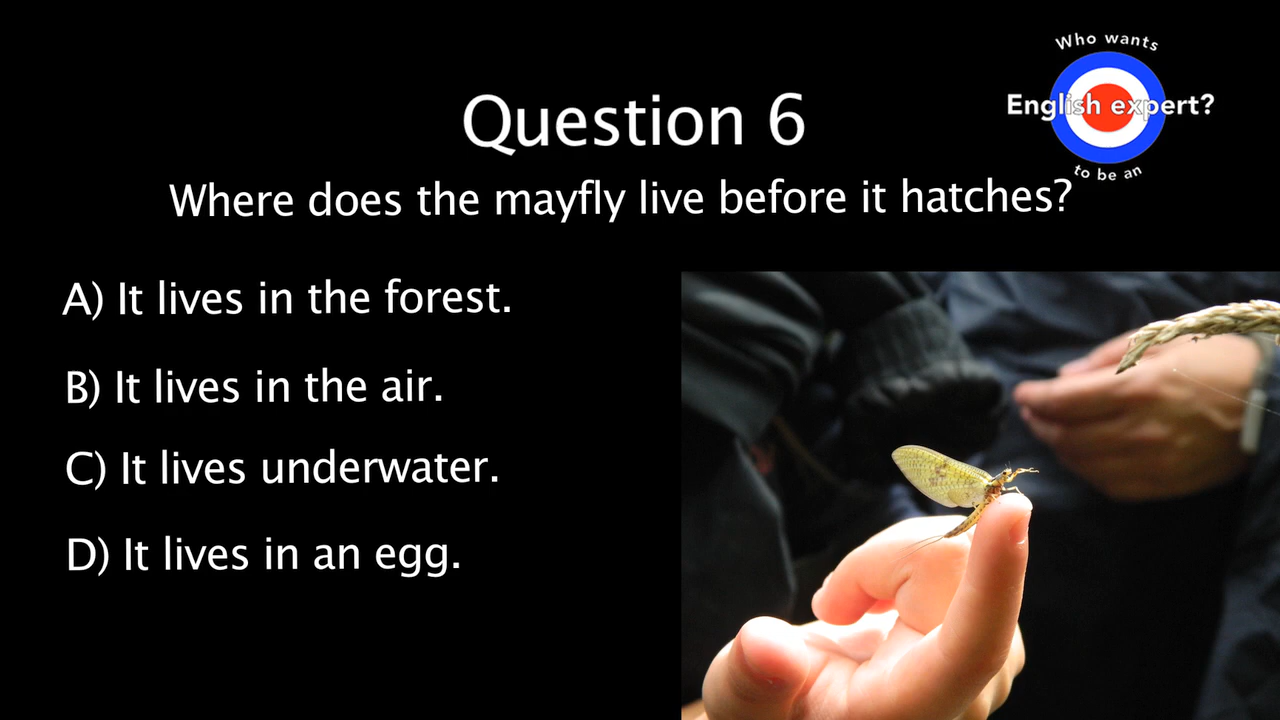 Who wants
English expert?
to be an
Question 6
Where does the mayfly live before it hatches?
A) It lives in the forest.
B) It lives in the air.
C) It lives underwater.
D) It lives in an egg.